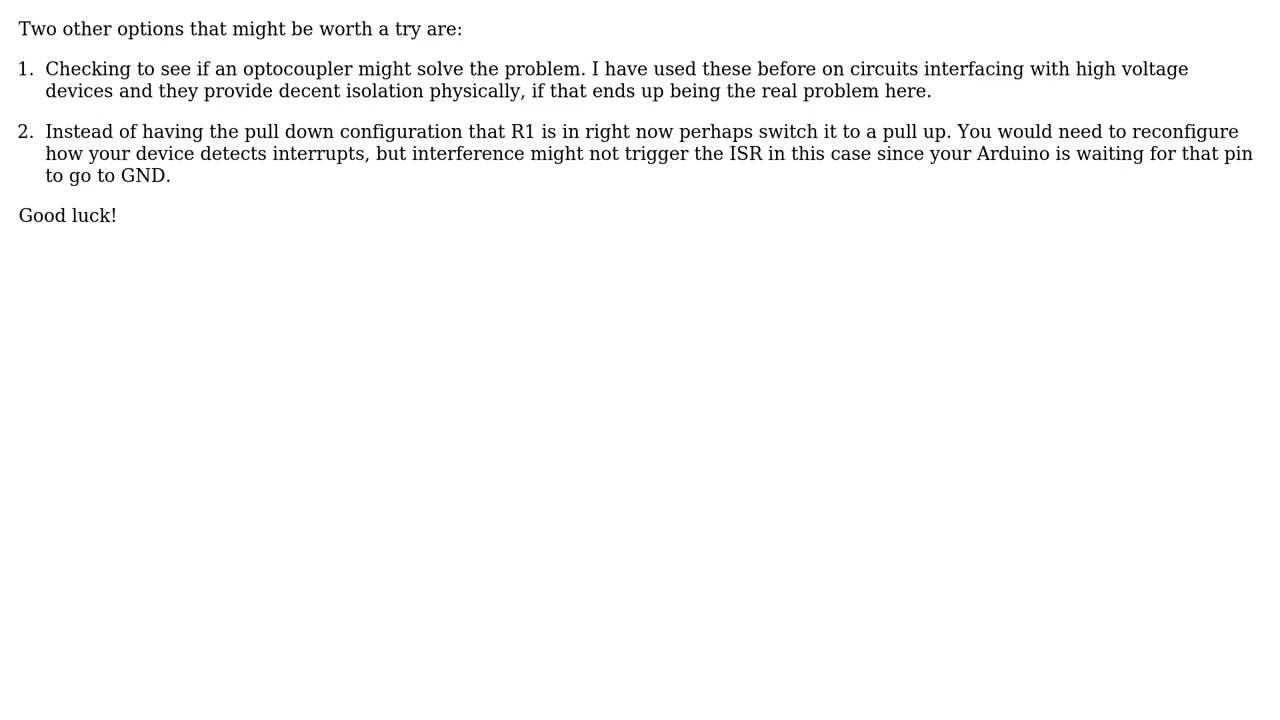 Two other options that might be worth a try are:
1. Checking to see if an optocoupler might solve the problem. I have used these before on circuits interfacing with high voltage
devices and they provide decent isolation physically, if that ends up being the real problem here.
2. Instead of having the pull down configuration that R1 is in right now perhaps switch it to a pull up. You would need to reconfigure
how your device detects interrupts, but interference might not trigger the ISR in this case since your Arduino is waiting for that pin
to go to GND.
Good luck!